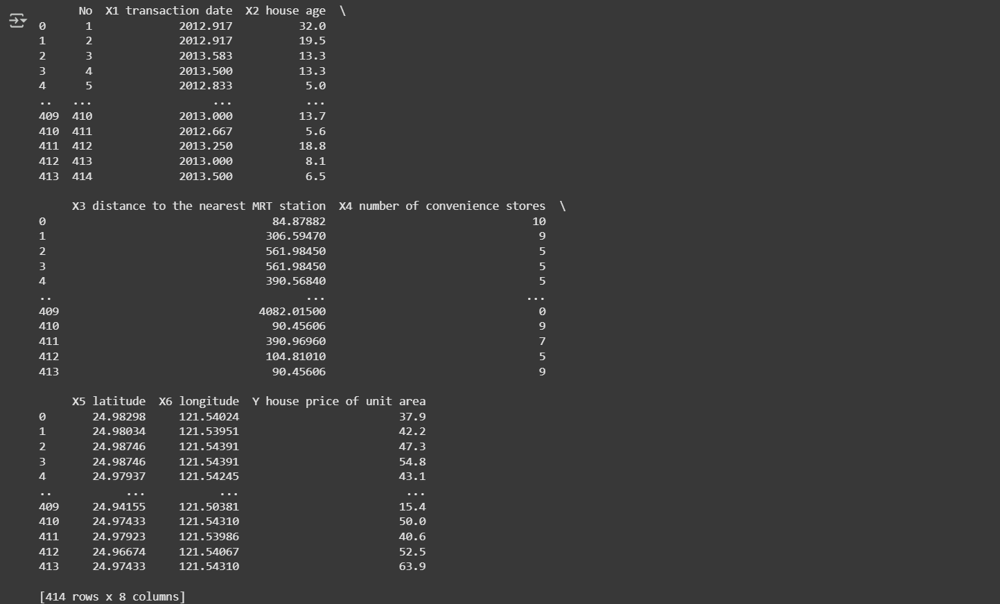 No X1 transaction date X2 house age \
0 1 2012.917 32.0
1 2 2012.917 19.5
2 3 2013.583 13.3
3 4 2013.500 13.3
4 5 2012.833 5.0
.. ... ... ...
409 410 2013.000 13.7
410 411 2012.667 5.6
411 412 2013.250 18.8
412 413 2013.000 8.1
413 414 2013.500 6.5
X3 distance to the nearest MRT station X4 number of convenience stores \
0 84.87882 10
1 306.59470 9
2 561.98450 5
3 561.98450 5
4 390.56840 5
.. ... ...
409 4082.01500 0
410 90.45606 9
411 390.96960 7
412 104.81010 5
413 90.45606 9
X5 latitude X6 longitude Y house price of unit area
0 24.98298 121.54024 37.9
1 24.98034 121.53951 42.2
2 24.98746 121.54391 47.3
3 24.98746 121.54391 54.8
4 24.97937 121.54245 43.1
.. ... ... ...
409 24.94155 121.50381 15.4
410 24.97433 121.54310 50.0
411 24.97923 121.53986 40.6
412 24.96674 121.54067 52.5
413 24.97433 121.54310 63.9
[414 rows x 8 columns]